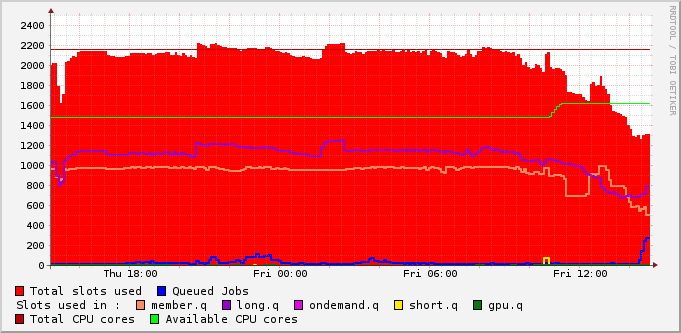 RRDTOOL / TOBI OETIKER
2400
2200
2000
1800
1600
1400
1200
1000
800
600
400
200
0
Thu 18:00 Fri 00:00 Fri 06:00 Fri 12:00
Total slots used Queued Jobs
Slots used in : member.q long.q ondemand.q short.q gpu.q
Total CPU cores Available CPU cores